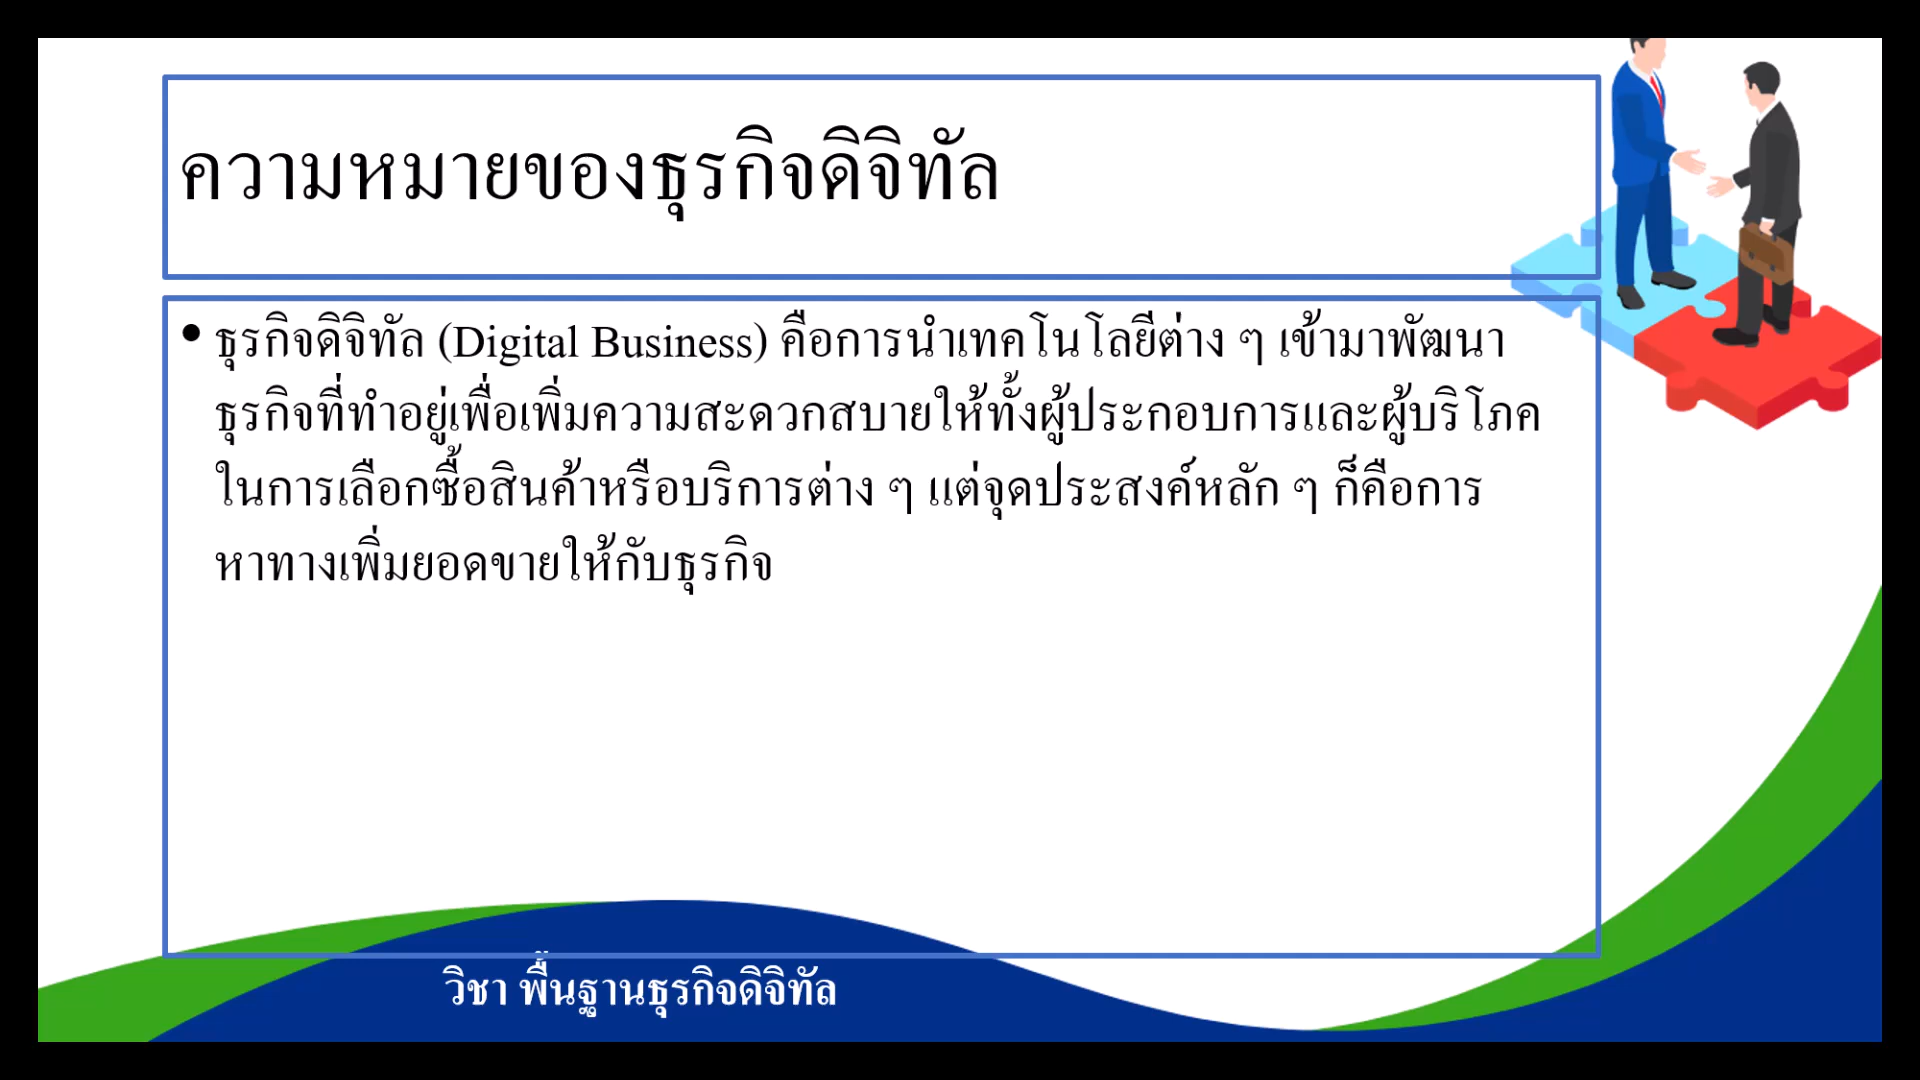 ความหมายของธุรกิจดิจิทัล
• ธุรกิจดิจิทัล (Digital Business) คือการนำเทคโนโลยีต่าง ๆ เข้ามาพัฒนา
ธุรกิจที่ทำอยู่เพื่อเพิ่มความสะดวกสบายให้ทั้งผู้ประกอบการและผู้บริโภค
ในการเลือกซื้อสินค้าหรือบริการต่าง ๆ แต่จุดประสงค์หลัก ๆ ก็คือการ
หาทางเพิ่มยอดขายให้กับธุรกิจ
วิชา พื้นฐานธุรกิจดิจิทัล